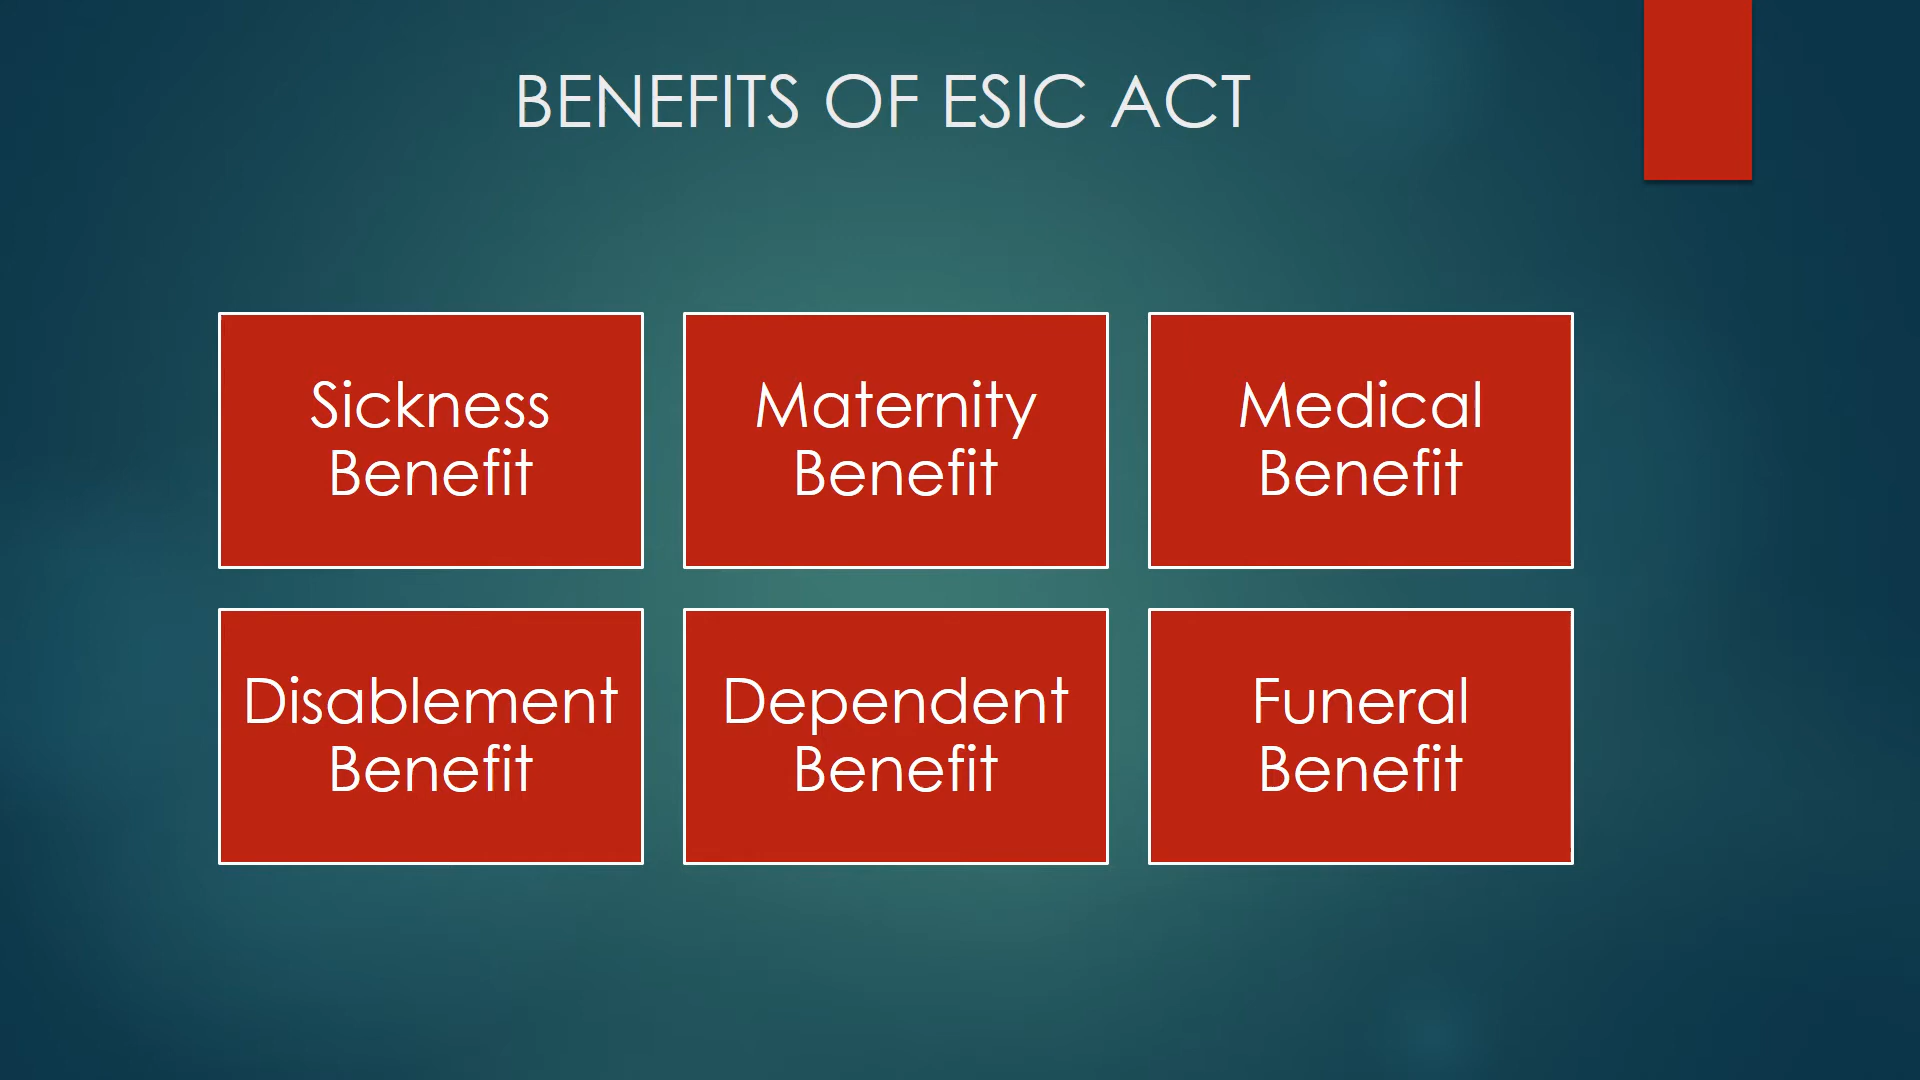 BENEFITS OF ESIC ACT
Sickness
Benefit
Maternity
Benefit
Medical
Benefit
Disablement
Benefit
Dependent
Benefit
Funeral
Benefit